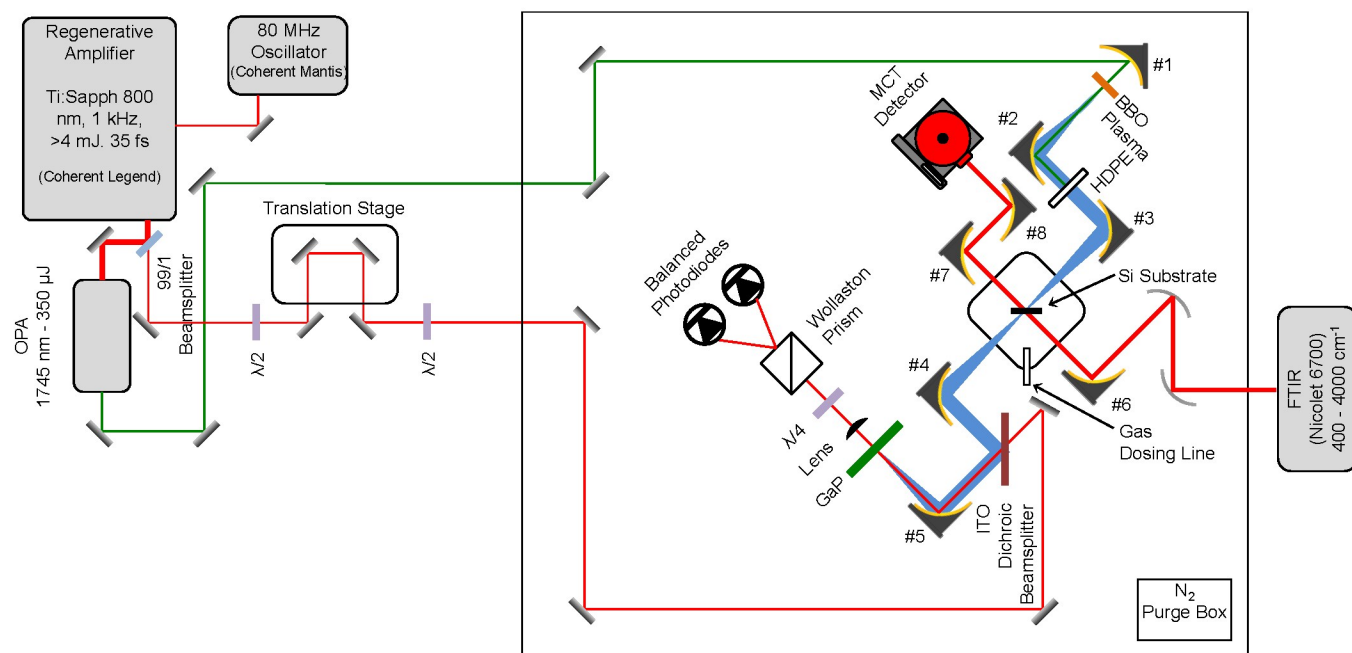 Regenerative
Amplifier
Ti:Sapph 800
nm, 1 kHz,
>4 mJ. 35 fs
(Coherent Legend)
80 MHz
Oscillator
(Coherent Mantis)
OPA
1745 nm - 350 µJ
99/1
Beamsplitter
Translation Stage
λ/2
λ/2
#1
BBO
Plasma
#2
HDPE
#3
MCT
Detector
#8
#7
Si Substrate
Balanced
Photodiodes
Wollaston
Prism
#4
λ/4
Lens
GaP
#5
ITO
Dichroic
Beamsplitter
#6
Gas
Dosing Line
FTIR
(Nicolet 6700)
400 - 4000 cm⁻¹
N₂
Purge Box